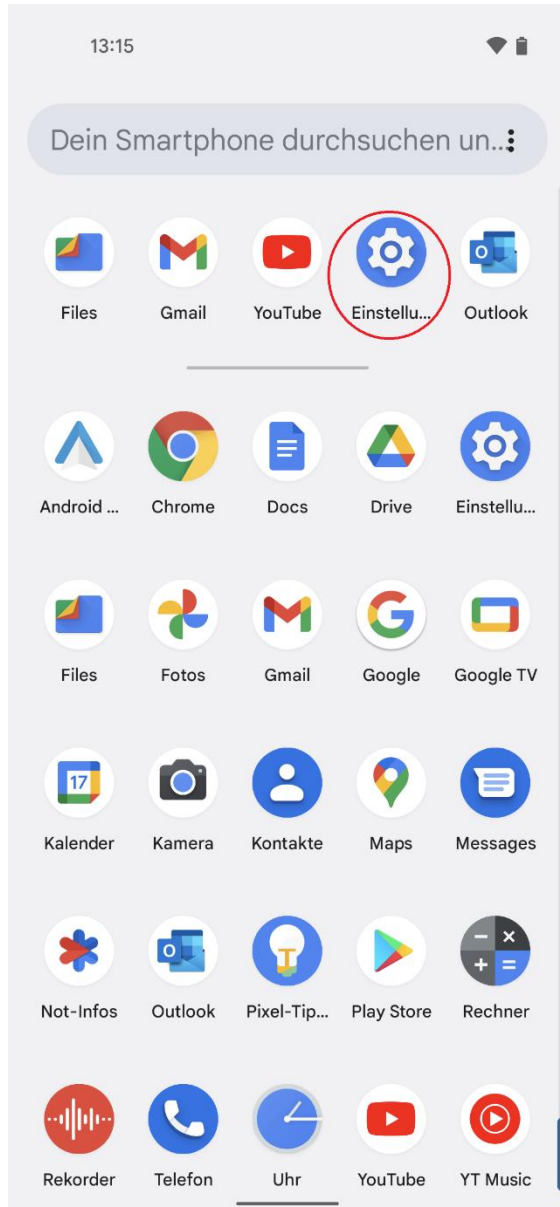 13:15
Dein Smartphone durchsuchen un...
Files Gmail YouTube Einstellu... Outlook
Android ... Chrome Docs Drive Einstellu...
Files Fotos Gmail Google Google TV
17
Kalender Kamera Kontakte Maps Messages
Not-Infos Outlook Pixel-Tip... Play Store Rechner
Rekorder Telefon Uhr YouTube YT Music